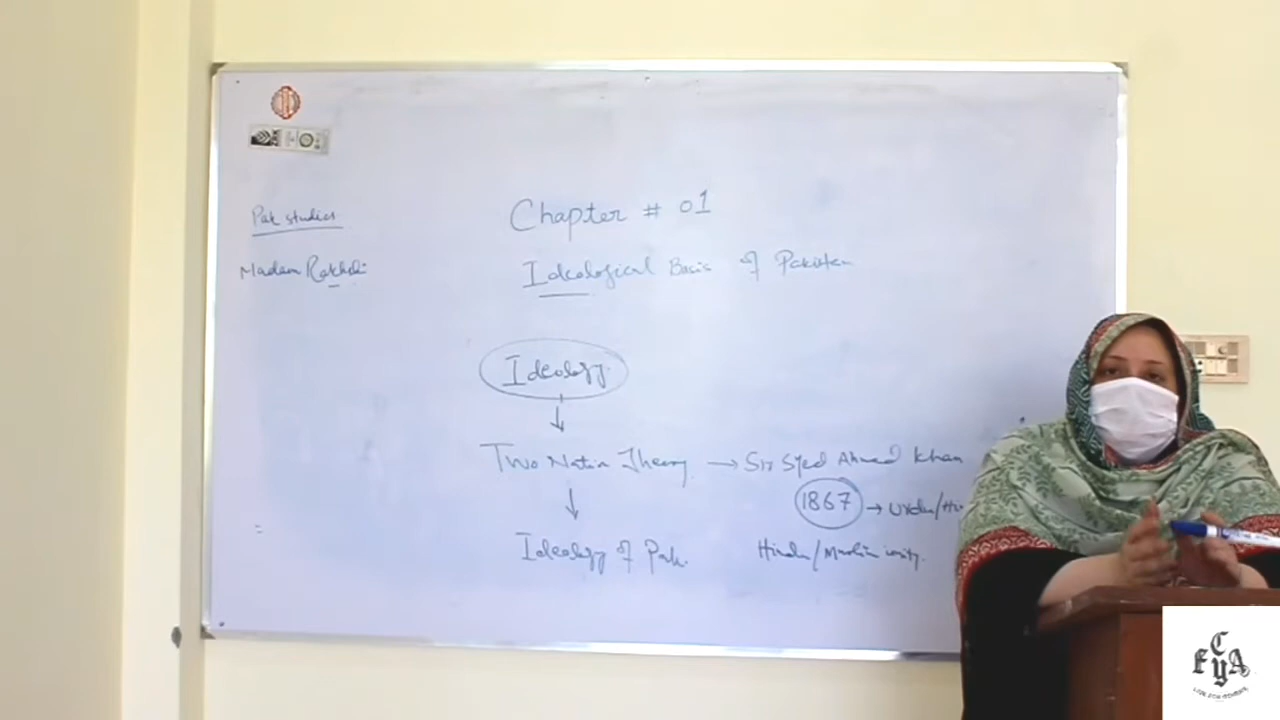 Pak studies
Madam
Chapter # 01
Ideological Basis of Pakistan
Ideology
Two Nation Theory → Sir Syed Ahmed Khan
1867 → Urdu/Hi
Ideology of Pak.
Hindu/Muslim unity.
E C Y A